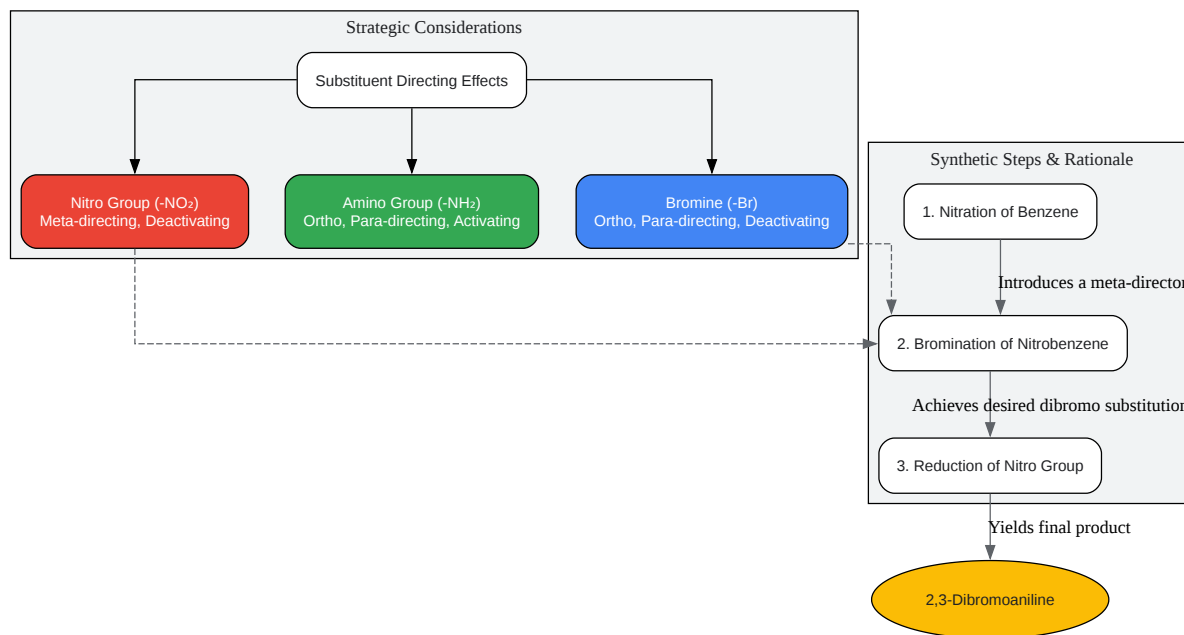 Strategic Considerations
Substituent Directing Effects
Nitro Group (-NO₂)
Meta-directing, Deactivating
Amino Group (-NH₂)
Ortho, Para-directing, Activating
Bromine (-Br)
Ortho, Para-directing, Deactivating
Synthetic Steps & Rationale
1. Nitration of Benzene
Introduces a meta-director
2. Bromination of Nitrobenzene
Achieves desired dibromo substitution
3. Reduction of Nitro Group
Yields final product
2,3-Dibromoaniline